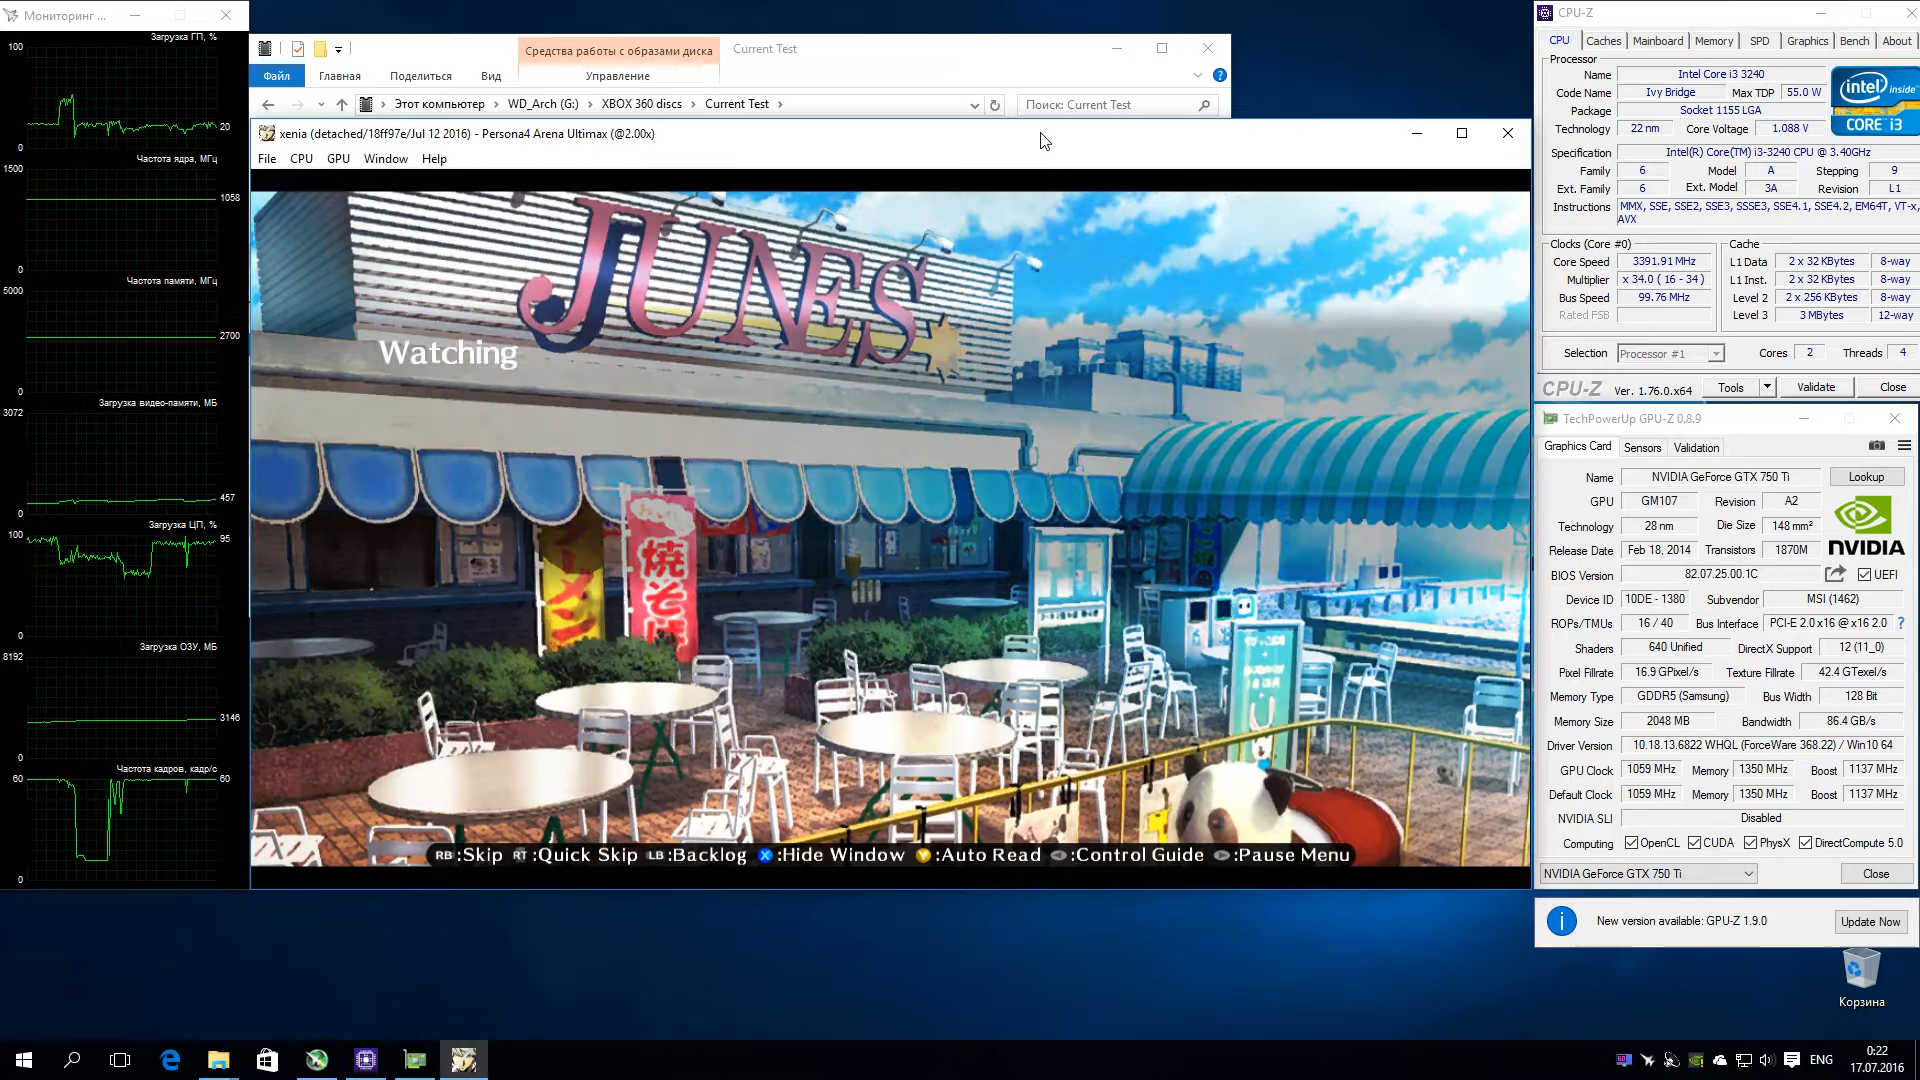 Мониторинг ...
Загрузка ГП, %
100
20
0
Частота ядра, МГц
1500
1058
0
Частота памяти, МГц
5000
2700
0
Загрузка видео-памяти, МБ
3072
457
0
Загрузка ЦП, %
100
95
0
Загрузка ОЗУ, МБ
8192
3146
0
Частота кадров, кадр/с
60
60
0
Средства работы с образами диска
Current Test
Файл
Главная
Поделиться
Вид
Управление
Этот компьютер
WD_Arch (G:)
XBOX 360 discs
Current Test
Поиск: Current Test
xenia (detached/18ff97e/Jul 12 2016) - Persona4 Arena Ultimax (@2.00x)
File CPU GPU Window Help
JUNES
Watching
焼そば
RB:Skip RT:Quick Skip LB:Backlog X:Hide Window Y:Auto Read :Control Guide :Pause Menu
CPU-Z
CPU Caches Mainboard Memory SPD Graphics Bench About
Processor
Name Intel Core i3 3240
Code Name Ivy Bridge Max TDP 55.0 W
Package Socket 1155 LGA
Technology 22 nm Core Voltage 1.088 V
intel inside
CORE i3
Specification Intel(R) Core(TM) i3-3240 CPU @ 3.40GHz
Family 6 Model A Stepping 9
Ext. Family 6 Ext. Model 3A Revision L1
Instructions MMX, SSE, SSE2, SSE3, SSSE3, SSE4.1, SSE4.2, EM64T, VT-x,
AVX
Clocks (Core #0)
Core Speed 3391.91 MHz
Multiplier x 34.0 ( 16 - 34 )
Bus Speed 99.76 MHz
Rated FSB
Cache
L1 Data 2 x 32 KBytes 8-way
L1 Inst. 2 x 32 KBytes 8-way
Level 2 2 x 256 KBytes 8-way
Level 3 3 MBytes 12-way
Selection Processor #1 Cores 2 Threads 4
CPU-Z Ver. 1.76.0.x64 Tools Validate Close
TechPowerUp GPU-Z 0.8.9
Graphics Card Sensors Validation
Name NVIDIA GeForce GTX 750 Ti Lookup
GPU GM107 Revision A2
Technology 28 nm Die Size 148 mm²
Release Date Feb 18, 2014 Transistors 1870M
NVIDIA
BIOS Version 82.07.25.00.1C UEFI
Device ID 10DE - 1380 Subvendor MSI (1462)
ROPs/TMUs 16 / 40 Bus Interface PCI-E 2.0 x16 @ x16 2.0 ?
Shaders 640 Unified DirectX Support 12 (11_0)
Pixel Fillrate 16.9 GPixel/s Texture Fillrate 42.4 GTexel/s
Memory Type GDDR5 (Samsung) Bus Width 128 Bit
Memory Size 2048 MB Bandwidth 86.4 GB/s
Driver Version 10.18.13.6822 WHQL (ForceWare 368.22) / Win10 64
GPU Clock 1059 MHz Memory 1350 MHz Boost 1137 MHz
Default Clock 1059 MHz Memory 1350 MHz Boost 1137 MHz
NVIDIA SLI Disabled
Computing OpenCL CUDA PhysX DirectCompute 5.0
NVIDIA GeForce GTX 750 Ti Close
New version available: GPU-Z 1.9.0 Update Now
Корзина
60
ENG
0:22
17.07.2016